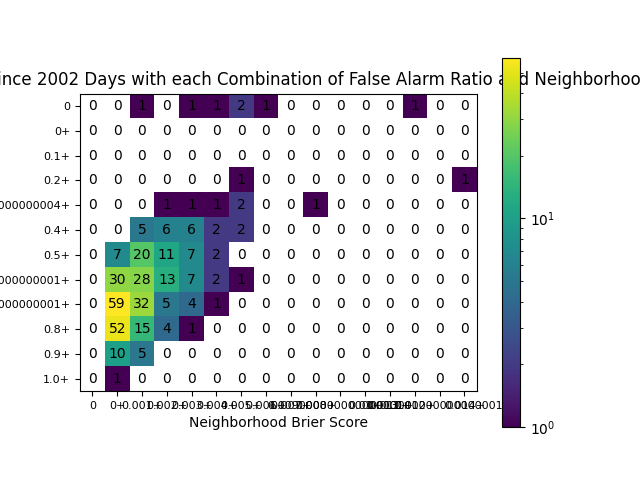 ince 2002 Days with each Combination of False Alarm Ratio and Neighborhoo
0 0 0 1 0 1 1 2 1 0 0 0 0 0 1 0 0
0+ 0 0 0 0 0 0 0 0 0 0 0 0 0 0 0 0
0.1+ 0 0 0 0 0 0 0 0 0 0 0 0 0 0 0 0
0.2+ 0 0 0 0 0 0 1 0 0 0 0 0 0 0 0 1
000000004+ 0 0 0 1 1 1 2 0 0 1 0 0 0 0 0 0
0.4+ 0 0 5 6 6 2 2 0 0 0 0 0 0 0 0 0
0.5+ 0 7 20 11 7 2 0 0 0 0 0 0 0 0 0 0
000000001+ 0 30 28 13 7 2 1 0 0 0 0 0 0 0 0 0
000000001+ 0 59 32 5 4 1 0 0 0 0 0 0 0 0 0 0
0.8+ 0 52 15 4 1 0 0 0 0 0 0 0 0 0 0 0
0.9+ 0 10 5 0 0 0 0 0 0 0 0 0 0 0 0 0
1.0+ 0 1 0 0 0 0 0 0 0 0 0 0 0 0 0 0
0 0+
Neighborhood Brier Score
10¹
10⁰